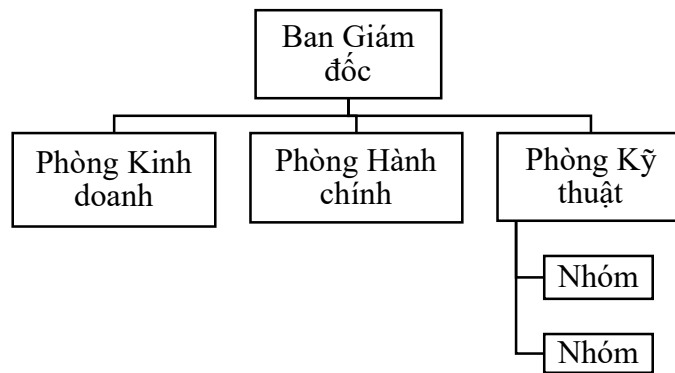 Ban Giám
đốc
Phòng Kinh
doanh
Phòng Hành
chính
Phòng Kỹ
thuật
Nhóm
Nhóm